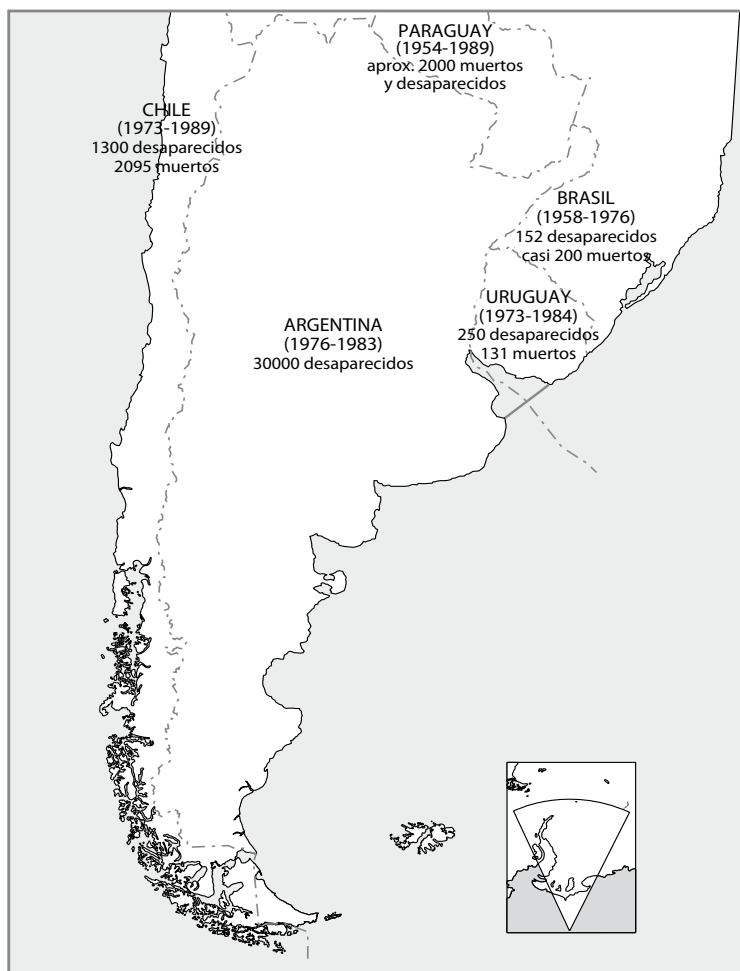 PARAGUAY
(1954-1989)
aprox. 2000 muertos
y desaparecidos
CHILE
(1973-1989)
1300 desaparecidos
2095 muertos
BRASIL
(1958-1976)
152 desaparecidos
casi 200 muertos
URUGUAY
(1973-1984)
250 desaparecidos
131 muertos
ARGENTINA
(1976-1983)
30000 desaparecidos